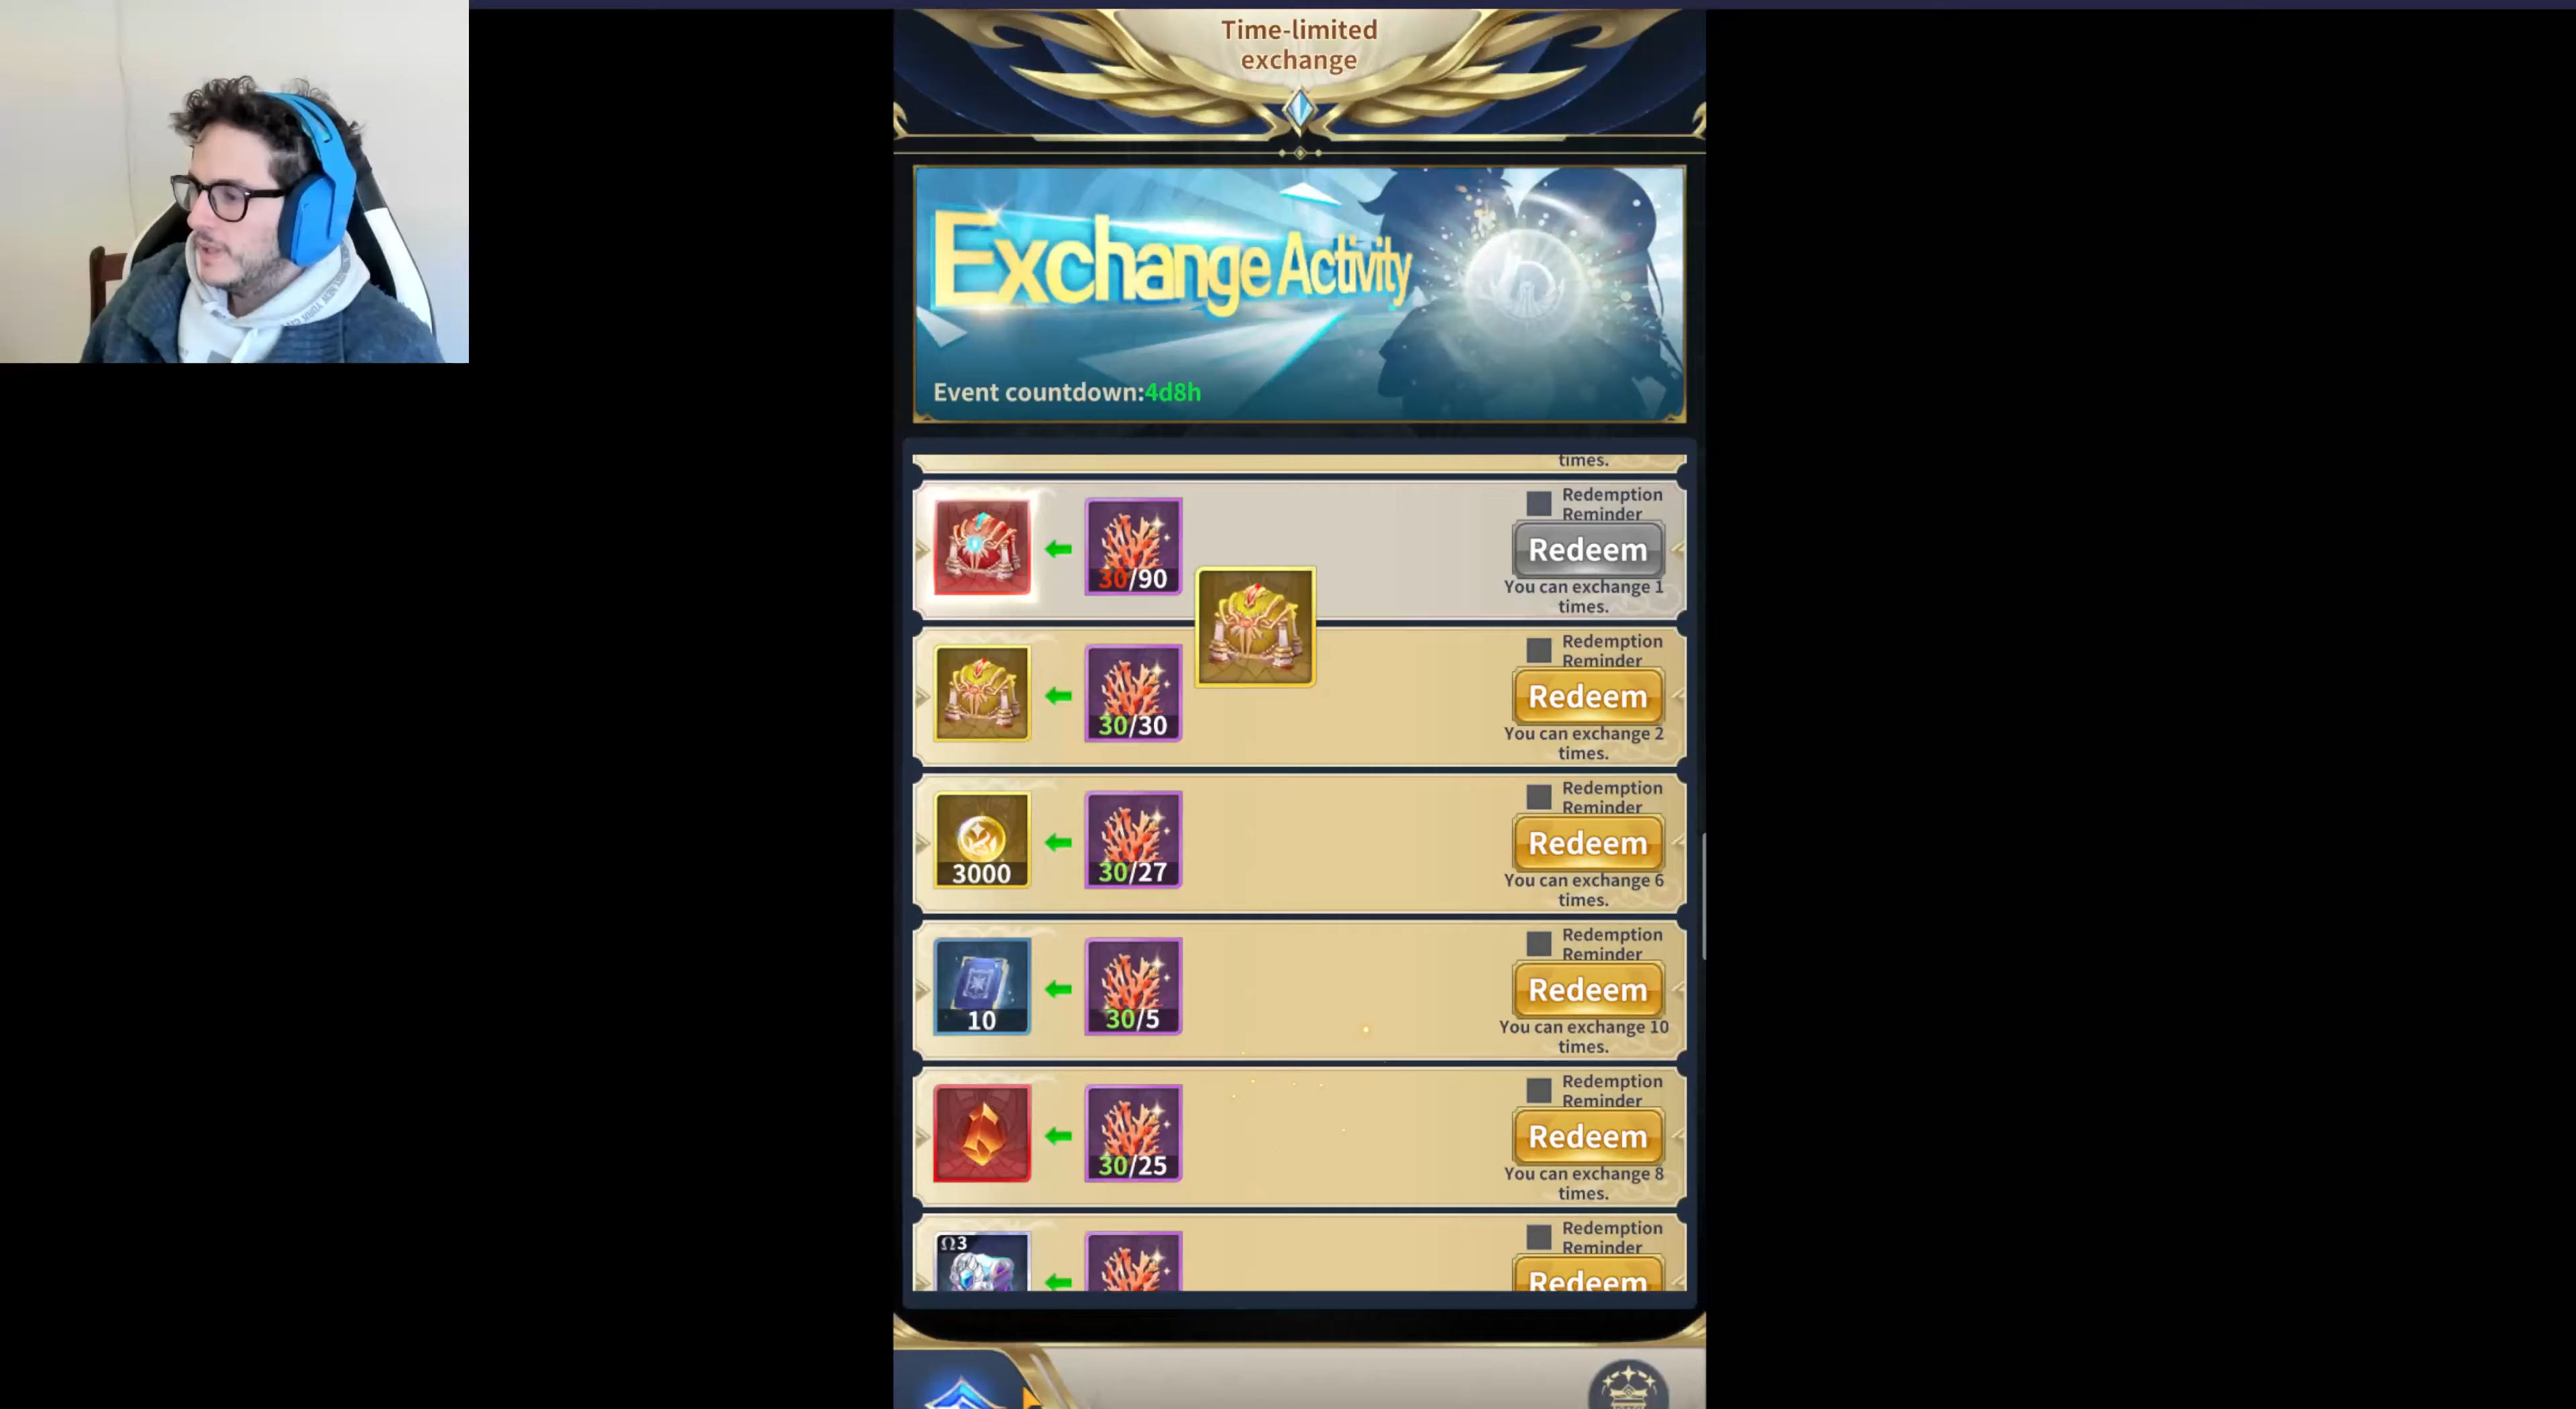 Time-limited
exchange
Exchange Activity
Event countdown:4d8h
times.
Redemption
Reminder
30/90
Redeem
You can exchange 1
times.
Redemption
Reminder
30/30
Redeem
You can exchange 2
times.
Redemption
Reminder
3000
30/27
Redeem
You can exchange 6
times.
Redemption
Reminder
10
30/5
Redeem
You can exchange 10
times.
Redemption
Reminder
30/25
Redeem
You can exchange 8
times.
Redemption
Reminder
Ω3
Redeem